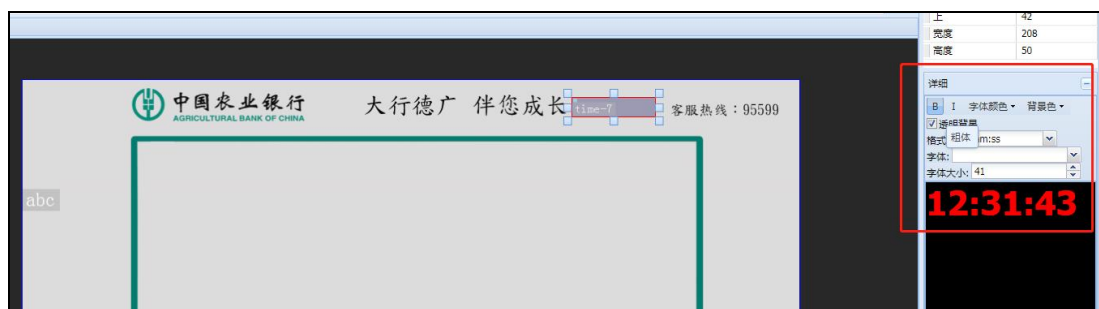 上 42
宽度 208
高度 50
详细
B I 字体颜色 背景色
透明背景
粗体
格式 m:ss
字体:
字体大小: 41
12:31:43
中国农业银行
AGRICULTURAL BANK OF CHINA
大行德广 伴您成长
time-7
客服热线：95599
abc